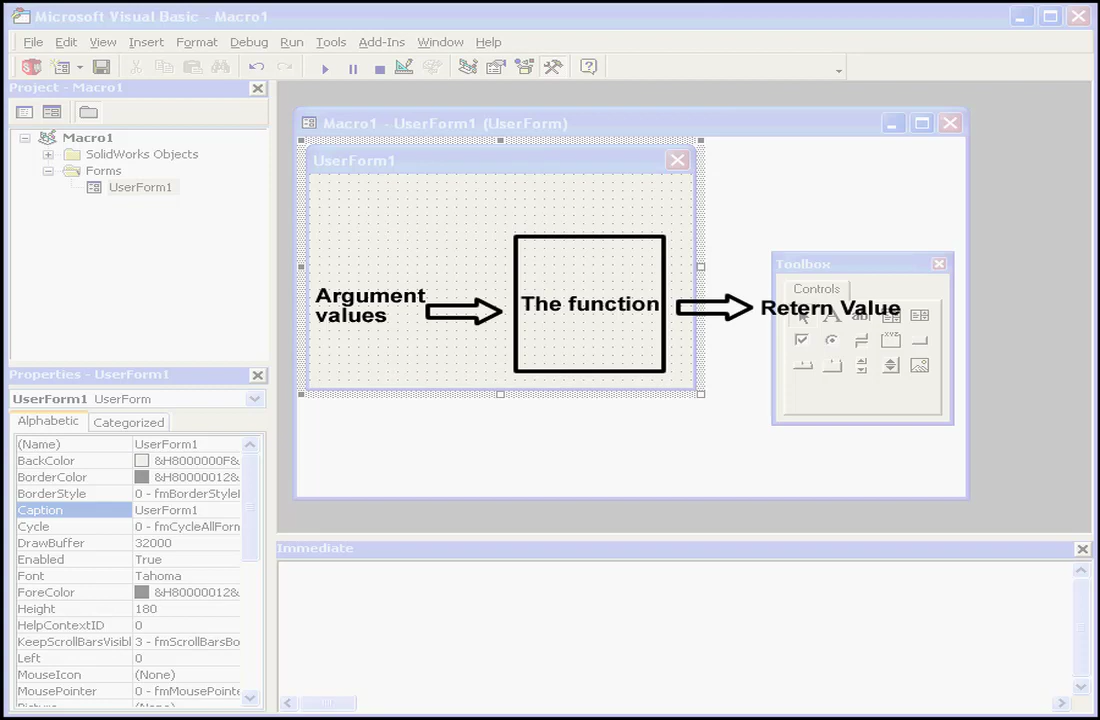 Microsoft Visual Basic - Macro1
File Edit View Insert Format Debug Run Tools Add-Ins Window Help
Project - Macro1
Macro1
SolidWorks Objects
Forms
UserForm1
Macro1 - UserForm1 (UserForm)
UserForm1
Argument
values
The function
Retern Value
Toolbox
Controls
Properties - UserForm1
UserForm1 UserForm
Alphabetic Categorized
(Name) UserForm1
BackColor &H8000000F&
BorderColor &H80000012&
BorderStyle 0 - fmBorderStyle
Caption UserForm1
Cycle 0 - fmCycleAllForm
DrawBuffer 32000
Enabled True
Font Tahoma
ForeColor &H80000012&
Height 180
HelpContextID 0
KeepScrollBarsVisibl 3 - fmScrollBarsBo
Left 0
MouseIcon (None)
MousePointer 0 - fmMousePointe
Immediate